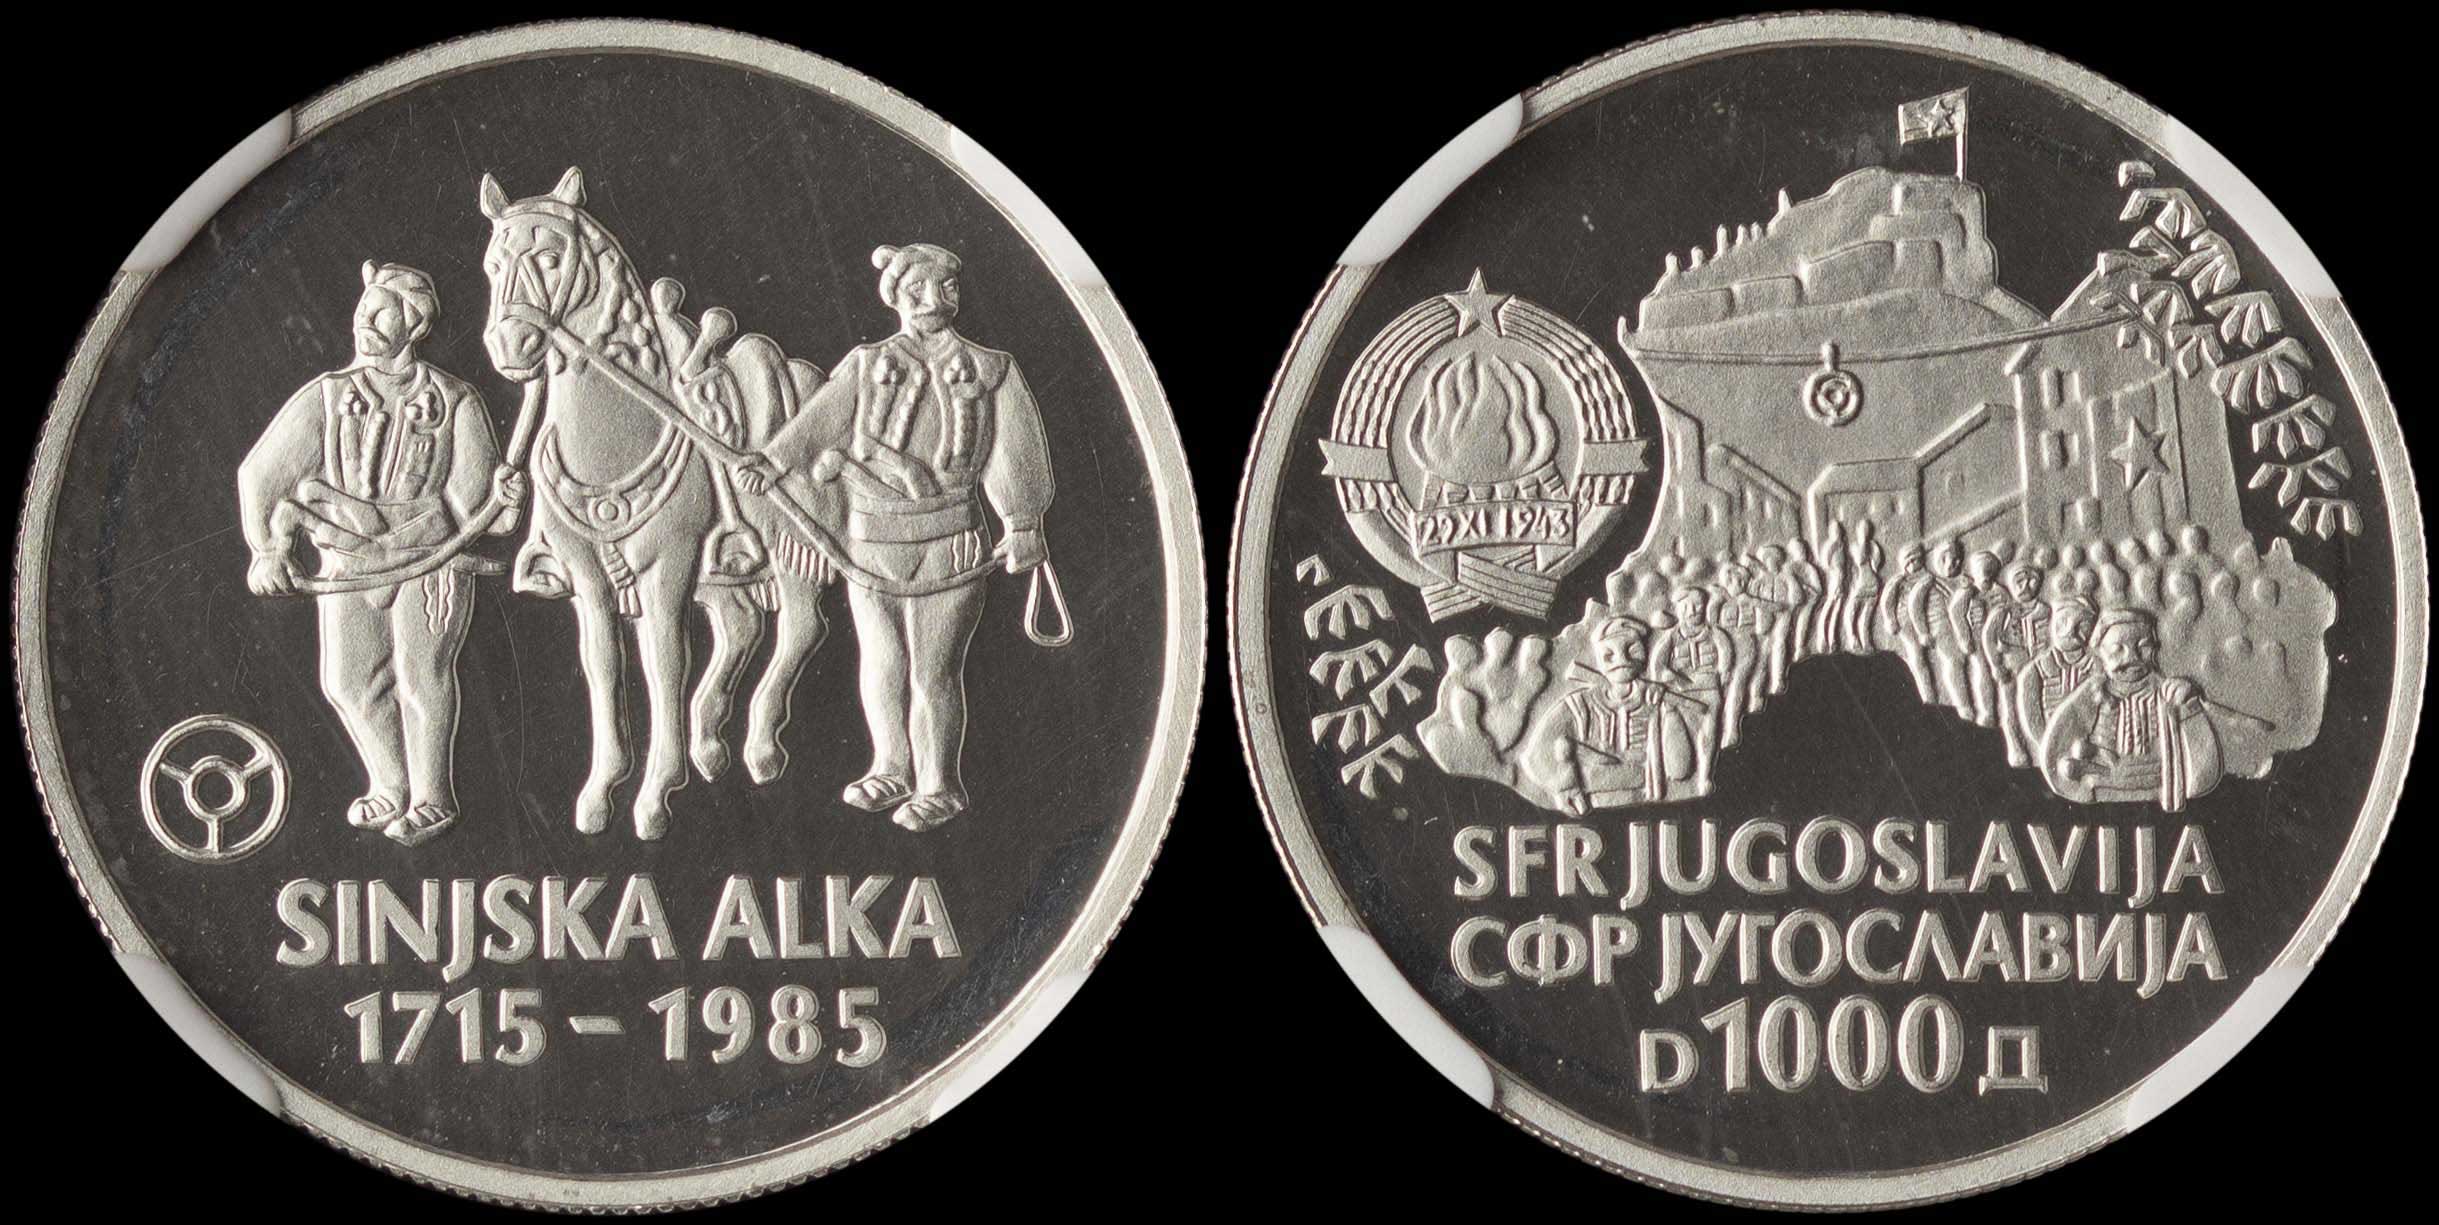 SINJSKA ALKA
1715 - 1985
29 XI 1943
SFR JUGOSLAVIJA
СФР ЈУГОСЛАВИЈА
D 1000 Д